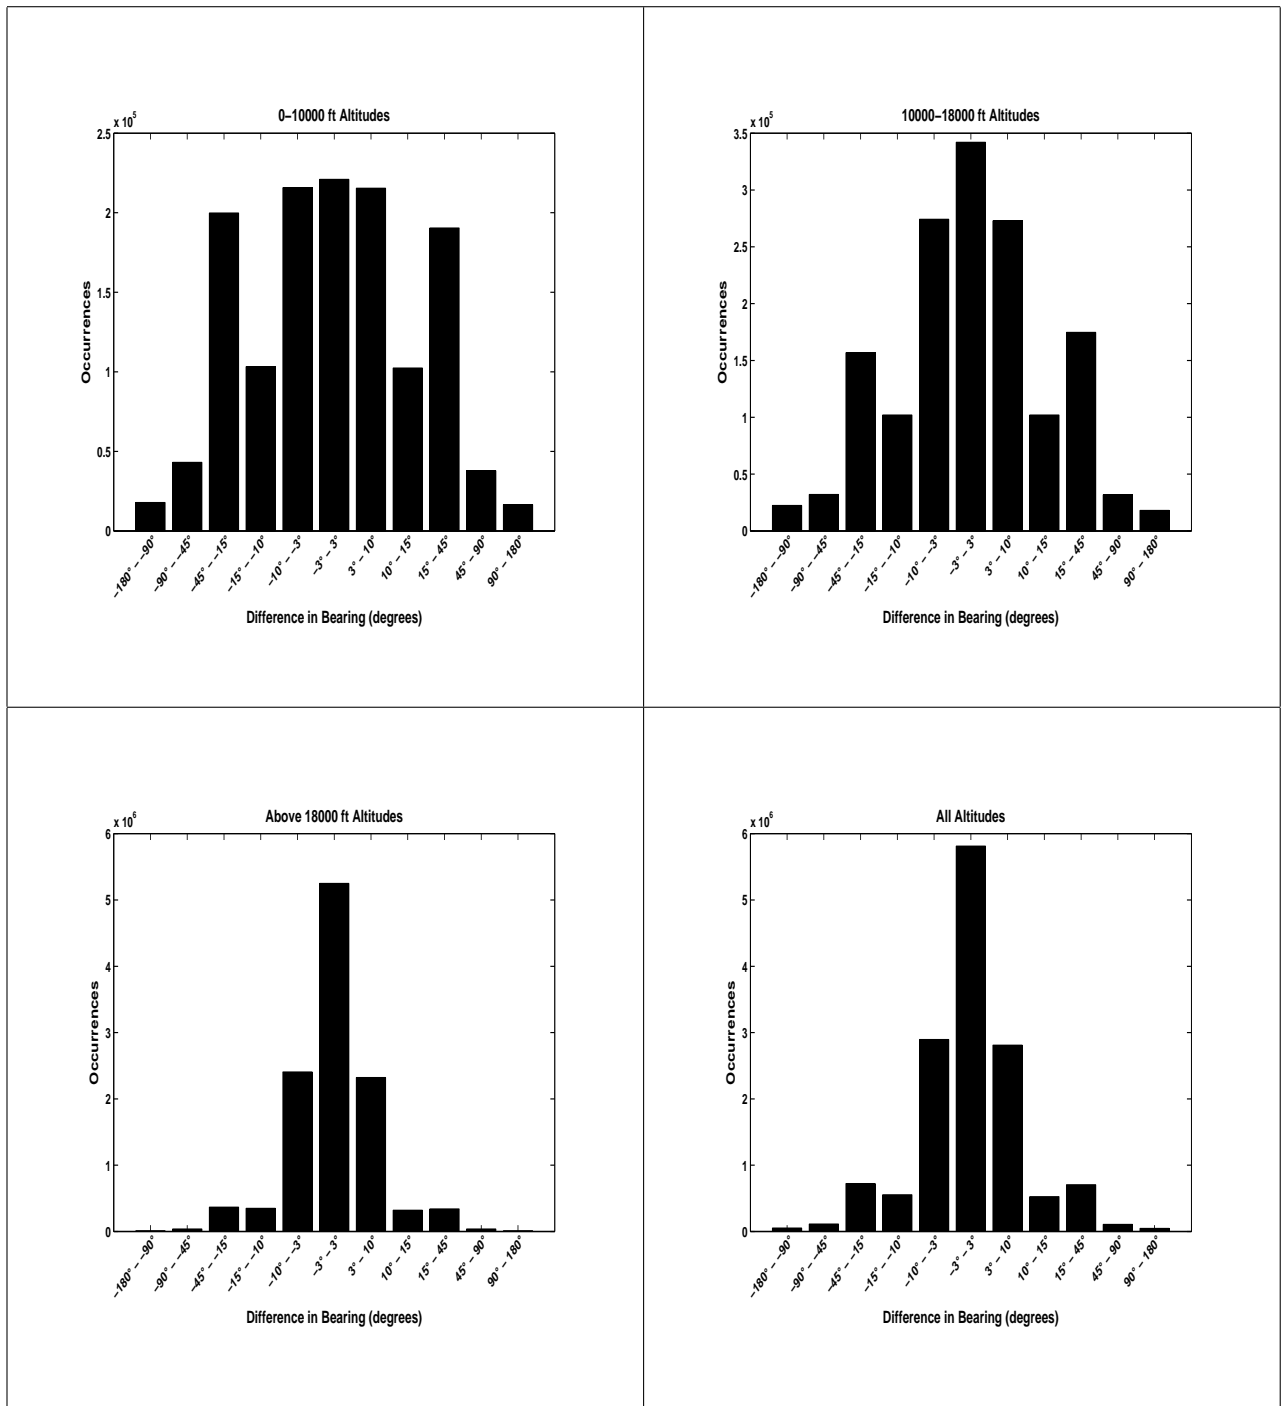 0–10000 ft Altitudes
x 10^5
2.5
2
1.5
1
0.5
0
Occurrences
–180° – –90°
–90° – –45°
–45° – –15°
–15° – –10°
–10° – –3°
–3° – 3°
3° – 10°
10° – 15°
15° – 45°
45° – 90°
90° – 180°
Difference in Bearing (degrees)
10000–18000 ft Altitudes
x 10^5
3.5
3
2.5
2
1.5
1
0.5
0
Occurrences
–180° – –90°
–90° – –45°
–45° – –15°
–15° – –10°
–10° – –3°
–3° – 3°
3° – 10°
10° – 15°
15° – 45°
45° – 90°
90° – 180°
Difference in Bearing (degrees)
Above 18000 ft Altitudes
x 10^6
6
5
4
3
2
1
0
Occurrences
–180° – –90°
–90° – –45°
–45° – –15°
–15° – –10°
–10° – –3°
–3° – 3°
3° – 10°
10° – 15°
15° – 45°
45° – 90°
90° – 180°
Difference in Bearing (degrees)
All Altitudes
x 10^6
6
5
4
3
2
1
0
Occurrences
–180° – –90°
–90° – –45°
–45° – –15°
–15° – –10°
–10° – –3°
–3° – 3°
3° – 10°
10° – 15°
15° – 45°
45° – 90°
90° – 180°
Difference in Bearing (degrees)